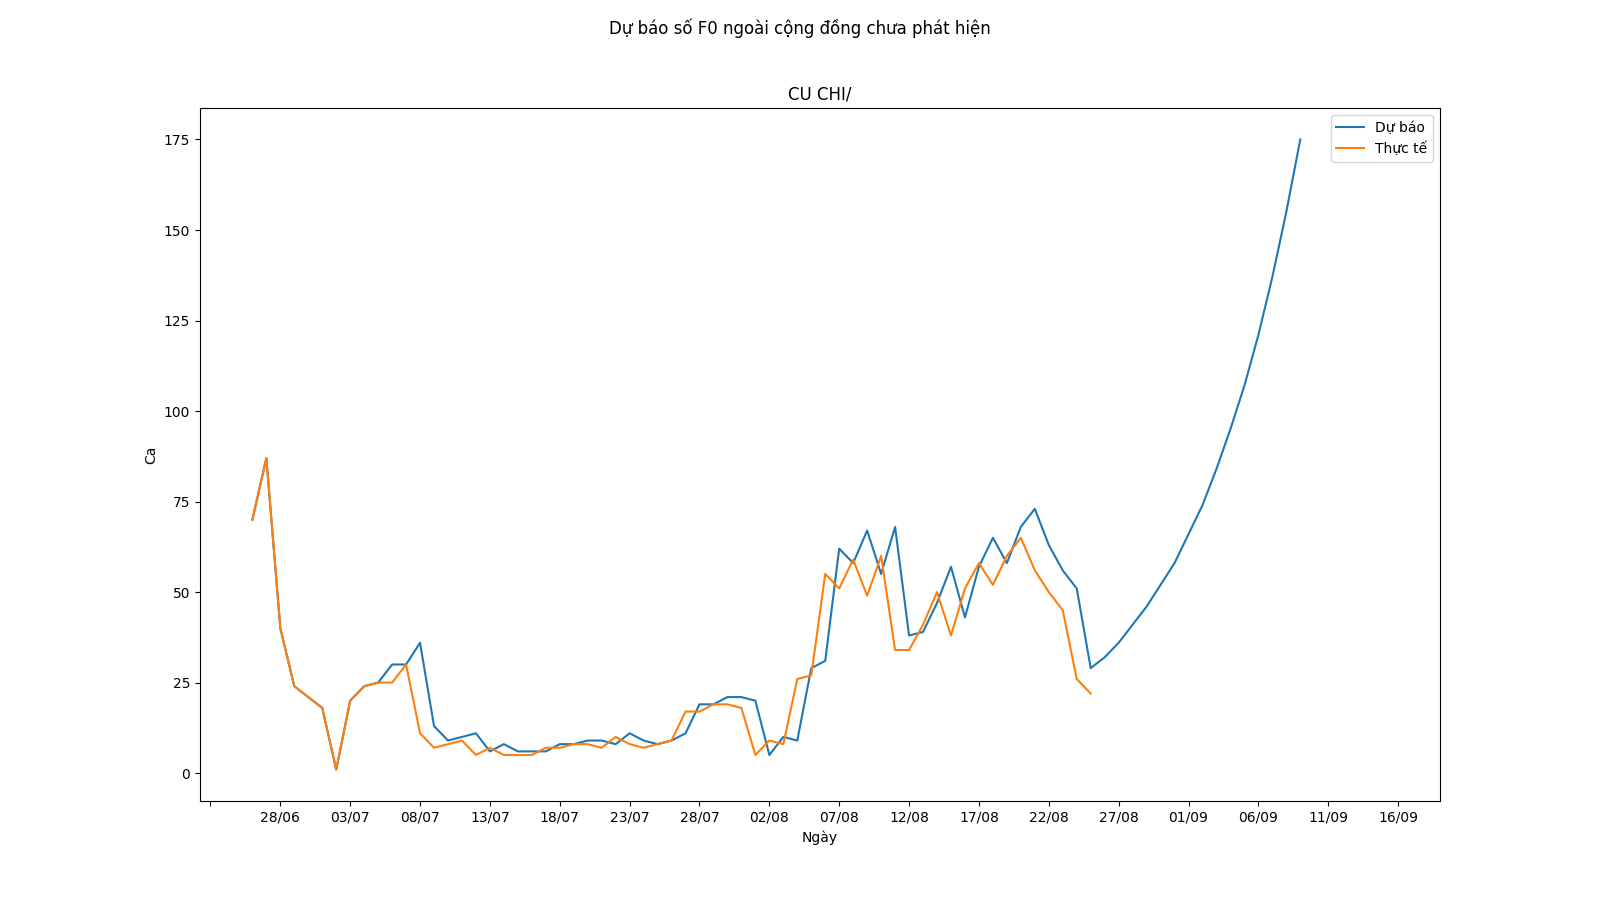 Dự báo số F0 ngoài cộng đồng chưa phát hiện
CU CHI/
Dự báo
Thực tế
175
150
125
100
75
50
25
0
Ca
28/06 03/07 08/07 13/07 18/07 23/07 28/07 02/08 07/08 12/08 17/08 22/08 27/08 01/09 06/09 11/09 16/09
Ngày